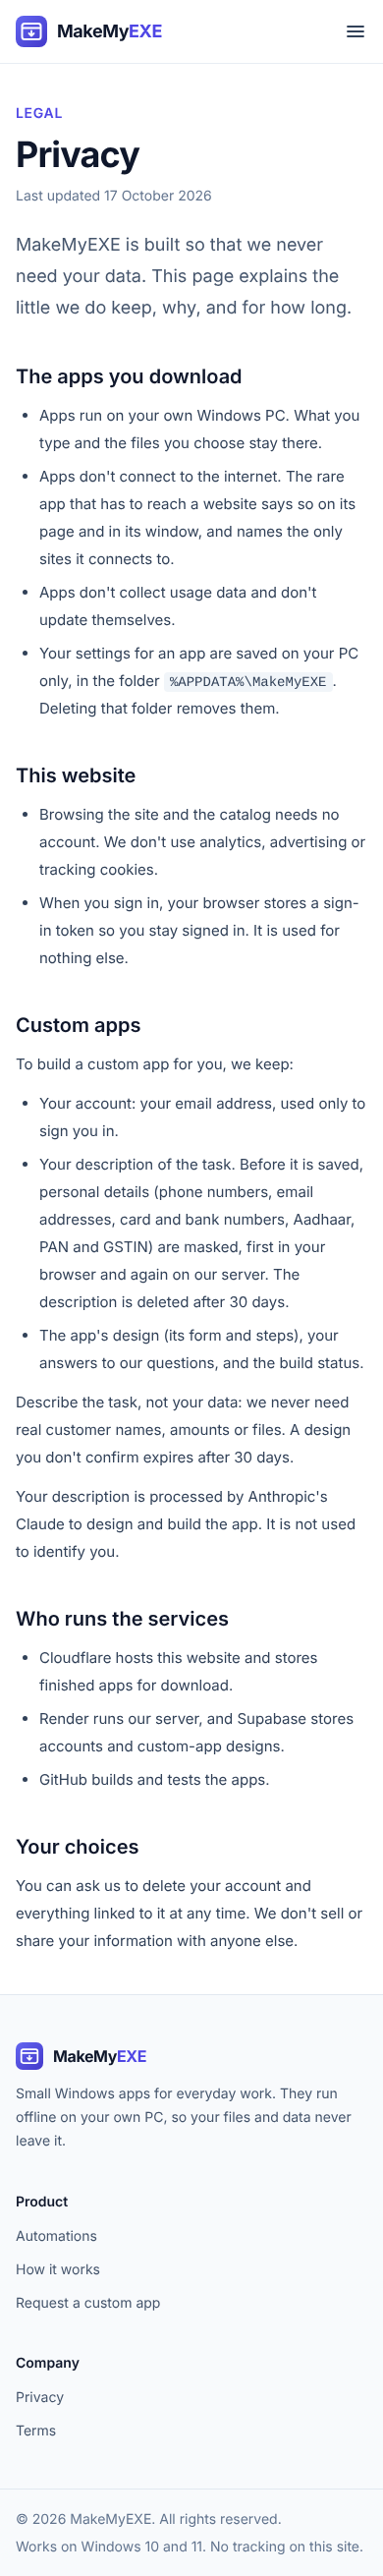 MakeMyEXE
LEGAL
Privacy
Last updated 17 October 2026
MakeMyEXE is built so that we never
need your data. This page explains the
little we do keep, why, and for how long.
The apps you download
• Apps run on your own Windows PC. What you
type and the files you choose stay there.
• Apps don't connect to the internet. The rare
app that has to reach a website says so on its
page and in its window, and names the only
sites it connects to.
• Apps don't collect usage data and don't
update themselves.
• Your settings for an app are saved on your PC
only, in the folder %APPDATA%\MakeMyEXE.
Deleting that folder removes them.
This website
• Browsing the site and the catalog needs no
account. We don't use analytics, advertising or
tracking cookies.
• When you sign in, your browser stores a sign-
in token so you stay signed in. It is used for
nothing else.
Custom apps
To build a custom app for you, we keep:
• Your account: your email address, used only to
sign you in.
• Your description of the task. Before it is saved,
personal details (phone numbers, email
addresses, card and bank numbers, Aadhaar,
PAN and GSTIN) are masked, first in your
browser and again on our server. The
description is deleted after 30 days.
• The app's design (its form and steps), your
answers to our questions, and the build status.
Describe the task, not your data: we never need
real customer names, amounts or files. A design
you don't confirm expires after 30 days.
Your description is processed by Anthropic's
Claude to design and build the app. It is not used
to identify you.
Who runs the services
• Cloudflare hosts this website and stores
finished apps for download.
• Render runs our server, and Supabase stores
accounts and custom-app designs.
• GitHub builds and tests the apps.
Your choices
You can ask us to delete your account and
everything linked to it at any time. We don't sell or
share your information with anyone else.
MakeMyEXE
Small Windows apps for everyday work. They run
offline on your own PC, so your files and data never
leave it.
Product
Automations
How it works
Request a custom app
Company
Privacy
Terms
© 2026 MakeMyEXE. All rights reserved.
Works on Windows 10 and 11. No tracking on this site.